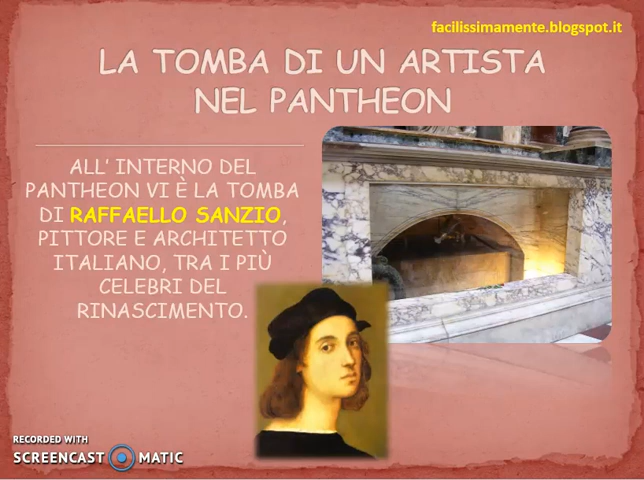 facilissimamente.blogspot.it
LA TOMBA DI UN ARTISTA
NEL PANTHEON
ALL' INTERNO DEL
PANTHEON VI È LA TOMBA
DI RAFFAELLO SANZIO,
PITTORE E ARCHITETTO
ITALIANO, TRA I PIÙ
CELEBRI DEL
RINASCIMENTO.
RECORDED WITH
SCREENCAST MATIC